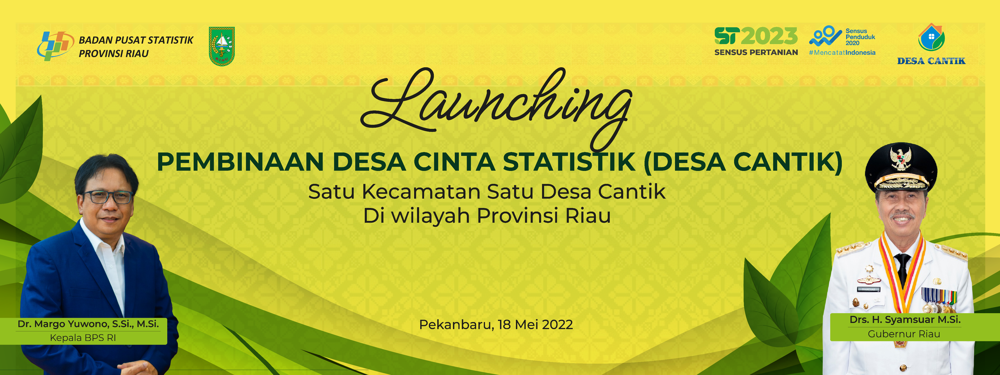 BADAN PUSAT STATISTIK
PROVINSI RIAU
RIAU
ST2023
SENSUS PERTANIAN
Sensus
Penduduk
2020
#MencatatIndonesia
DESA CANTIK
Launching
PEMBINAAN DESA CINTA STATISTIK (DESA CANTIK)
Satu Kecamatan Satu Desa Cantik
Di wilayah Provinsi Riau
Pekanbaru, 18 Mei 2022
Dr. Margo Yuwono, S.Si., M.Si.
Kepala BPS RI
SYAMSUAR
Drs. H. Syamsuar M.Si.
Gubernur Riau